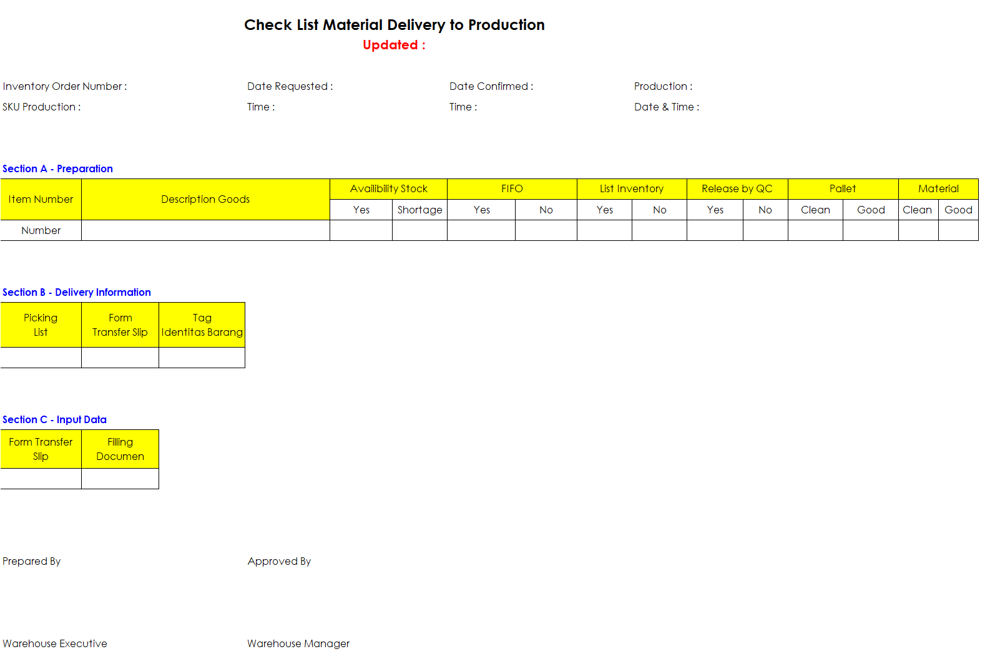 Check List Material Delivery to Production
Updated :
Inventory Order Number : Date Requested : Date Confirmed : Production :
SKU Production : Time : Time : Date & Time :
Section A - Preparation
Item Number Description Goods Availibility Stock FIFO List Inventory Release by QC Pallet Material
Yes Shortage Yes No Yes No Yes No Clean Good Clean Good
Number
Section B - Delivery Information
Picking Form Tag
List Transfer Slip Identitas Barang
Section C - Input Data
Form Transfer Filling
Slip Documen
Prepared By Approved By
Warehouse Executive Warehouse Manager